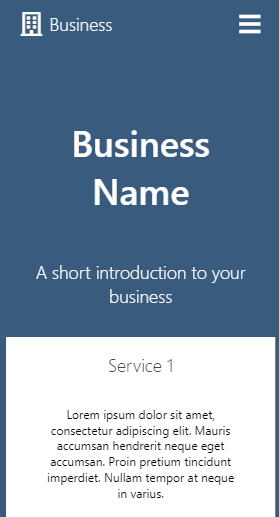 Business
Business
Name
A short introduction to your
business
Service 1
Lorem ipsum dolor sit amet,
consectetur adipiscing elit. Mauris
accumsan hendrerit neque eget
accumsan. Proin pretium tincidunt
imperdiet. Nullam tempor at neque
in varius.